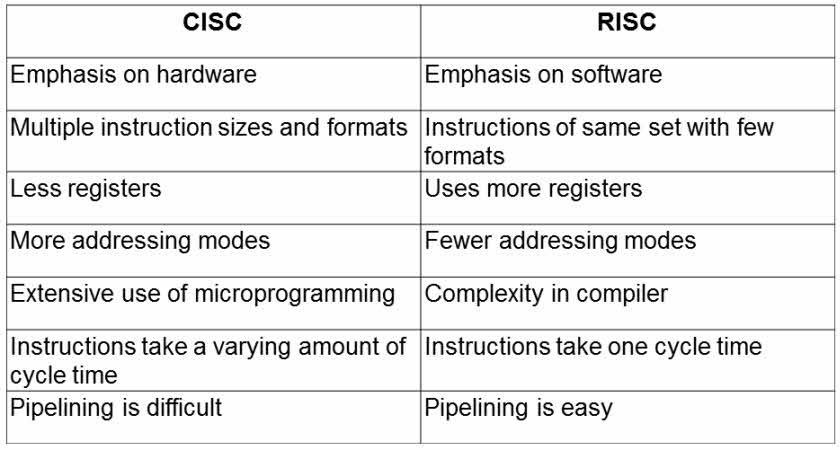 CISC RISC
Emphasis on hardware Emphasis on software
Multiple instruction sizes and formats Instructions of same set with few
formats
Less registers Uses more registers
More addressing modes Fewer addressing modes
Extensive use of microprogramming Complexity in compiler
Instructions take a varying amount of Instructions take one cycle time
cycle time
Pipelining is difficult Pipelining is easy